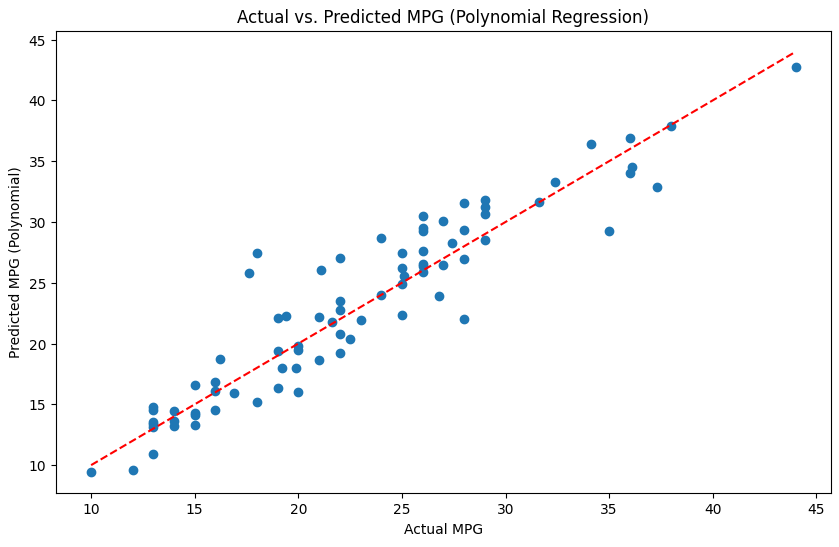 Actual vs. Predicted MPG (Polynomial Regression)
Predicted MPG (Polynomial)
45
40
35
30
25
20
15
10
10 15 20 25 30 35 40 45
Actual MPG